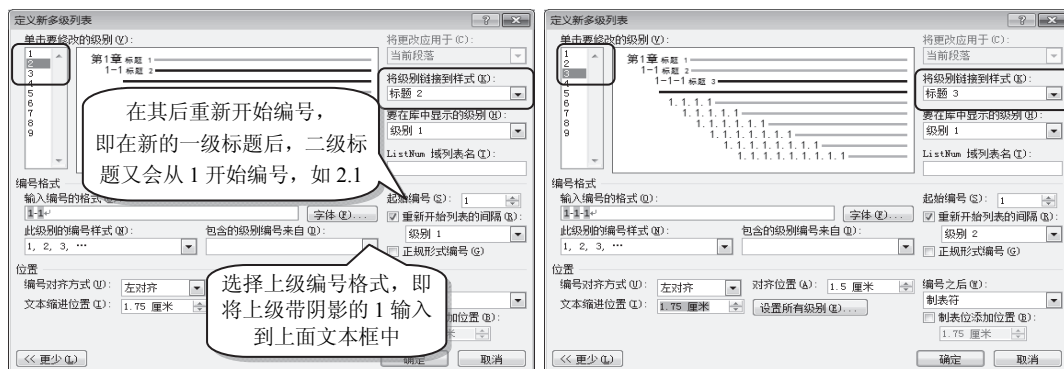 定义新多级列表
单击要修改的级别(V):
将更改应用于(C):
1
2
3
4
5
6
7
8
9
第1章 标题 1
1-1 标题 2
当前段落
将级别链接到样式(K):
标题 2
要在库中显示的级别(H):
级别 1
ListNum 域列表名(T):
在其后重新开始编号，
即在新的一级标题后，二级标
题又会从 1 开始编号，如 2.1
编号格式
输入编号的格式(O):
1-1
字体(F)...
起始编号(S): 1
重新开始列表的间隔(R):
此级别的编号样式(N):
包含的级别编号来自(D):
1, 2, 3, …
级别 1
正规形式编号(G)
位置
编号对齐方式(U): 左对齐
文本缩进位置(I): 1.75 厘米
选择上级编号格式，即
将上级带阴影的 1 输入
到上面文本框中
加位置(B):
<< 更少(L)
确定
取消
定义新多级列表
单击要修改的级别(V):
将更改应用于(C):
1
2
3
4
5
6
7
8
9
第1章 标题 1
1-1 标题 2
1-1-1 标题 3
1.1.1.1
1.1.1.1.1
1.1.1.1.1.1
1.1.1.1.1.1.1
1.1.1.1.1.1.1.1
1.1.1.1.1.1.1.1.1
当前段落
将级别链接到样式(K):
标题 3
要在库中显示的级别(H):
级别 1
ListNum 域列表名(T):
编号格式
输入编号的格式(O):
1-1-1
字体(F)...
起始编号(S): 1
重新开始列表的间隔(R):
此级别的编号样式(N):
包含的级别编号来自(D):
1, 2, 3, …
级别 2
正规形式编号(G)
位置
编号对齐方式(U): 左对齐
对齐位置(A): 1.5 厘米
编号之后(W):
文本缩进位置(I): 1.75 厘米
设置所有级别(E)...
制表符
制表位添加位置(B):
1.75 厘米
<< 更少(L)
确定
取消